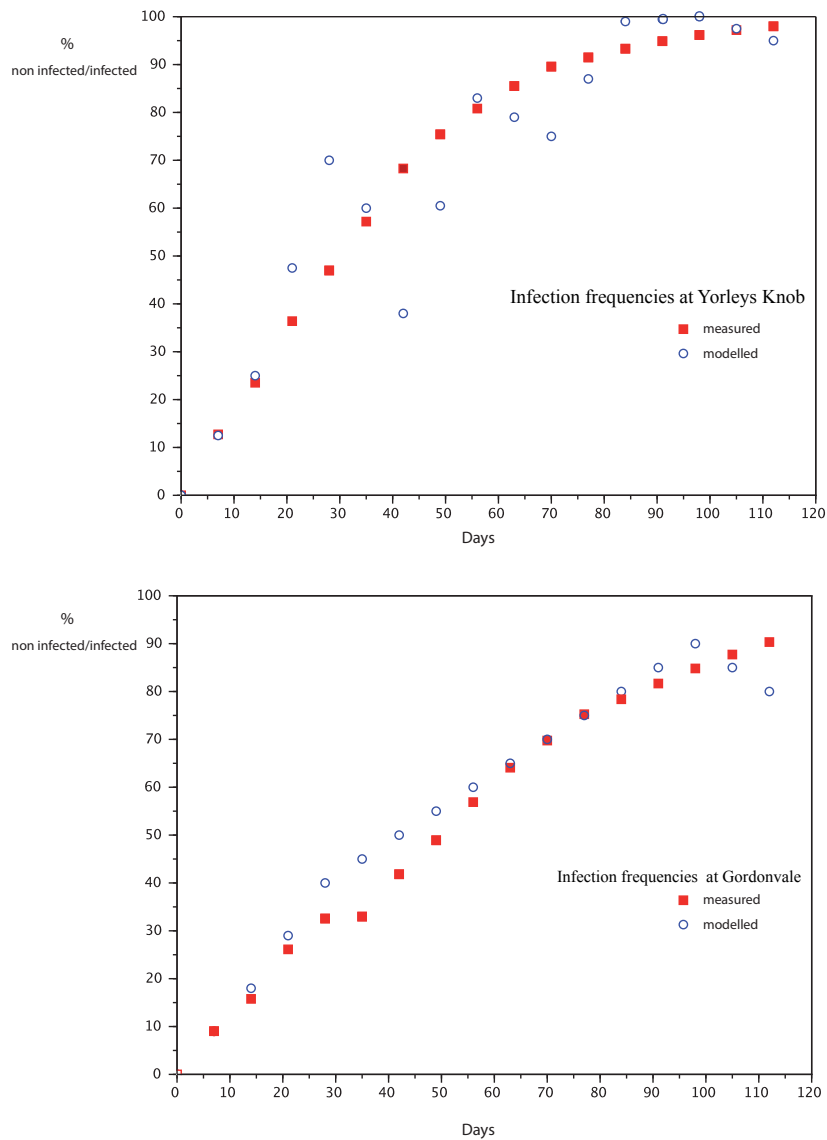 100
%
90
non infected/infected
80
70
60
50
40
Infection frequencies at Yorleys Knob
measured
30
modelled
20
10
0
0 10 20 30 40 50 60 70 80 90 100 110 120
Days
100
%
90
non infected/infected
80
70
60
50
40
Infection frequencies at Gordonvale
measured
30
modelled
20
10
0
0 10 20 30 40 50 60 70 80 90 100 110 120
Days